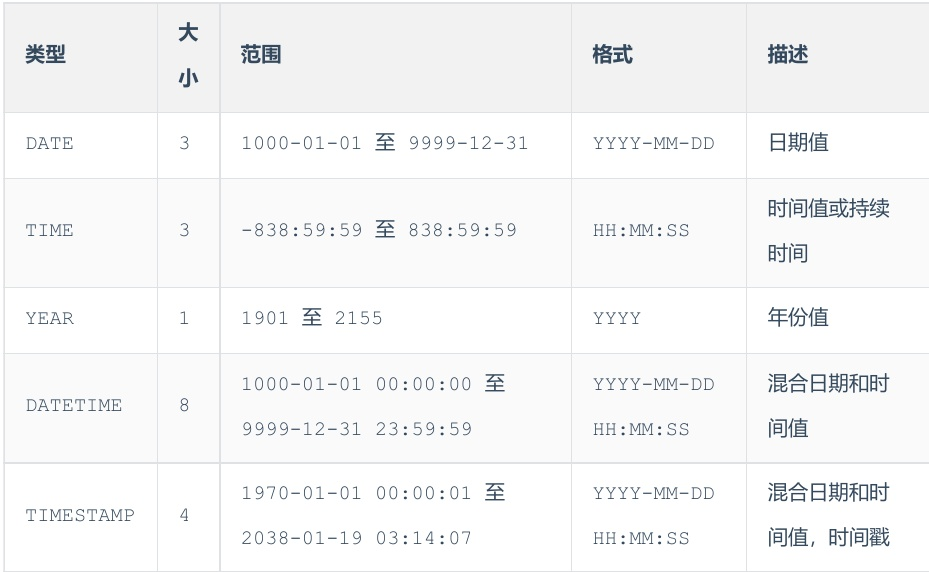 类型 大小 范围 格式 描述
DATE 3 1000-01-01 至 9999-12-31 YYYY-MM-DD 日期值
TIME 3 -838:59:59 至 838:59:59 HH:MM:SS 时间值或持续
时间
YEAR 1 1901 至 2155 YYYY 年份值
DATETIME 8 1000-01-01 00:00:00 至 YYYY-MM-DD 混合日期和时
9999-12-31 23:59:59 HH:MM:SS 间值
TIMESTAMP 4 1970-01-01 00:00:01 至 YYYY-MM-DD 混合日期和时
2038-01-19 03:14:07 HH:MM:SS 间值，时间戳